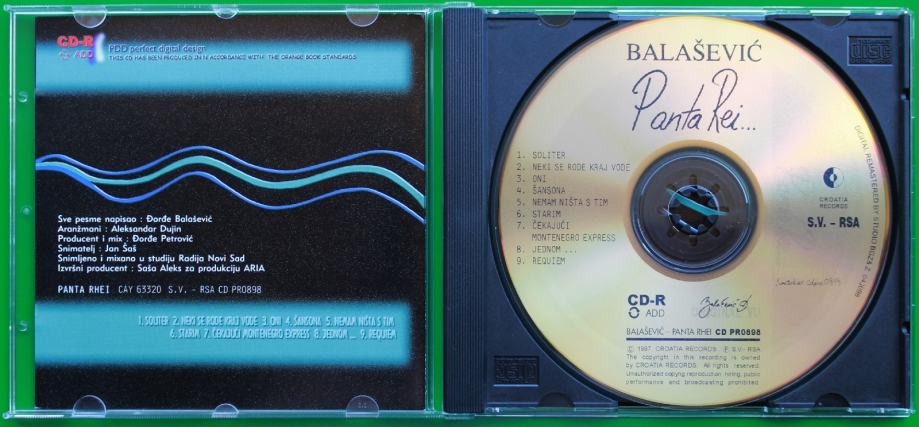 CD-R
ADD
PDD perfect digital design
THIS CD HAS BEEN PRODUCED IN IN ACCORDANCE WITH THE ORANGE BOOK STANDARDS
Sve pesme napisao : Đorđe Balašević
Aranžmani : Aleksandar Dujin
Producent i mix : Đorđe Petrović
Snimatelj : Jan Šaš
Snimljeno i mixano u studiju Radija Novi Sad
Izvršni producent : Saša Aleks za produkciju ARIA
PANTA RHEI CAY 63320 S.V. - RSA CD PRO898
1. SOLITER 2. NEKI SE RODE KRAJ VODE 3. ONI 4. ŠANSONA 5. NEMAM NIŠTA S TIM
6. STARIM 7. ČEKAJUĆI MONTENEGRO EXPRESS 8. JEDNOM ... 9. REQUIEM
BALAŠEVIĆ
Panta Rei...
1. SOLITER
2. NEKI SE RODE KRAJ VODE
3. ONI
4. ŠANSONA
5. NEMAM NIŠTA S TIM
6. STARIM
7. ČEKAJUĆI
MONTENEGRO EXPRESS
8. JEDNOM ...
9. REQUIEM
CROATIA
RECORDS
S.V. - RSA
DIGITAL REMASTERED BY STUDIO
CD-R
ADD
Balašević
BALAŠEVIĆ - PANTA RHEI CD PR0898
© 1997. CROATIA RECORDS ℗ S.V.- RSA
The copyright in this recording is owned
by CROATIA RECORDS. All rights reserved.
Unauthorized copying reproduction hiring, public
performance and broadcasting prohibited.
disc